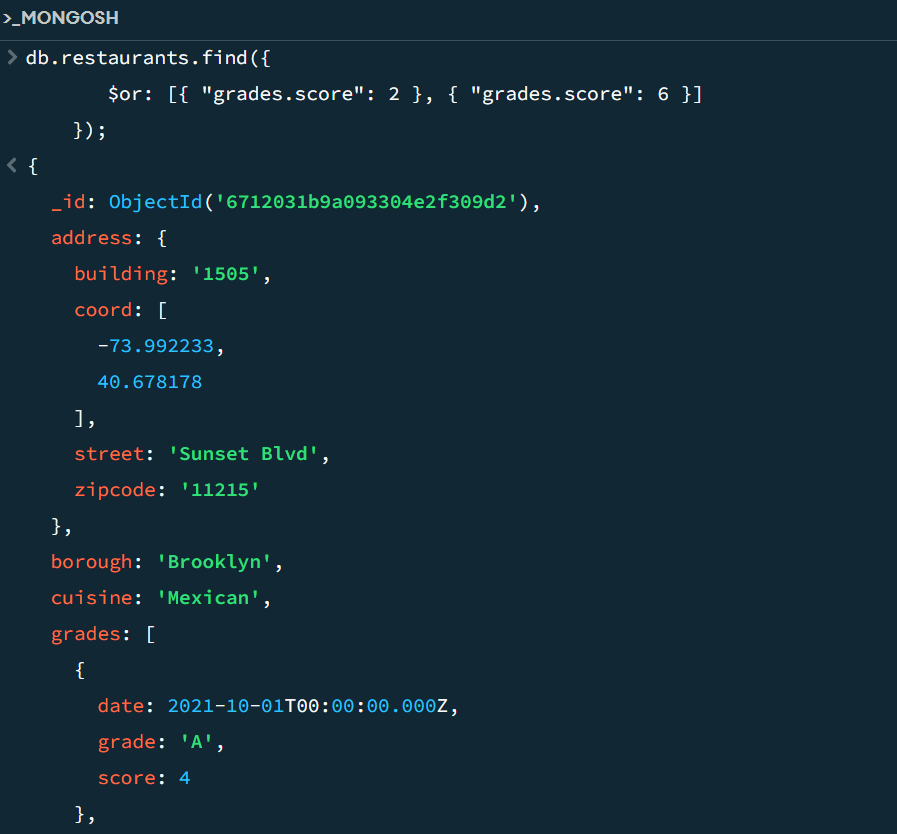 >_MONGOSH
> db.restaurants.find({
$or: [{ "grades.score": 2 }, { "grades.score": 6 }]
});
< {
_id: ObjectId('6712031b9a093304e2f309d2'),
address: {
building: '1505',
coord: [
-73.992233,
40.678178
],
street: 'Sunset Blvd',
zipcode: '11215'
},
borough: 'Brooklyn',
cuisine: 'Mexican',
grades: [
{
date: 2021-10-01T00:00:00.000Z,
grade: 'A',
score: 4
},